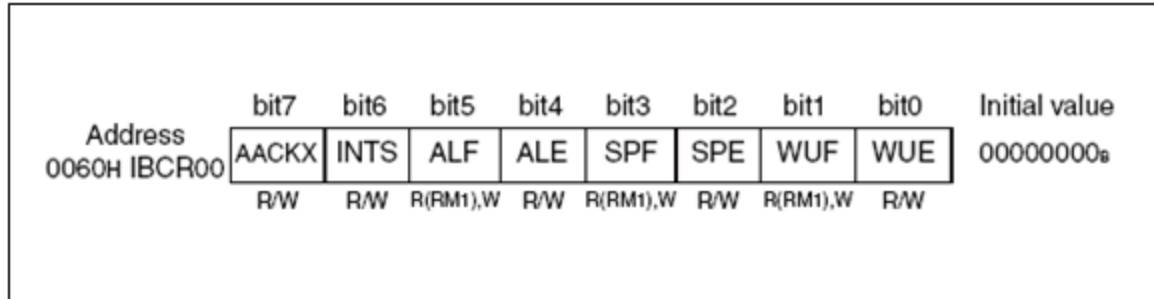 bit7 bit6 bit5 bit4 bit3 bit2 bit1 bit0 Initial value
Address
0060H IBCR00 AACKX INTS ALF ALE SPF SPE WUF WUE 00000000B
R/W R/W R(RM1),W R/W R(RM1),W R/W R(RM1),W R/W